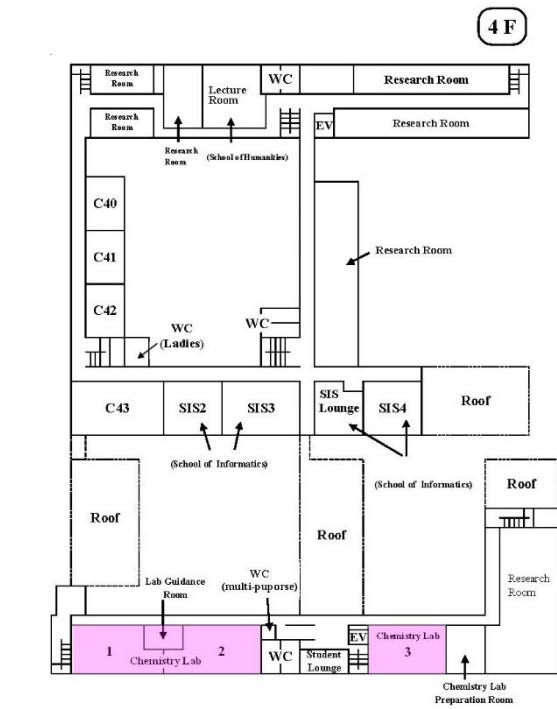 4 F
Research
Room
WC
Research Room
Lecture
Room
Research
Room
EV
Research Room
Research
Room
(School of Humanities)
C40
C41
Research Room
C42
WC
(Ladies)
WC
C43
SIS2
SIS3
SIS
Lounge
SIS4
Roof
(School of Informatics)
(School of Informatics)
Roof
Roof
Roof
Lab Guidance
Room
WC
(multi-puporse)
Research
Room
1
Chemistry Lab
2
WC
Student
Lounge
EV
Chemistry Lab
3
Chemistry Lab
Preparation Room